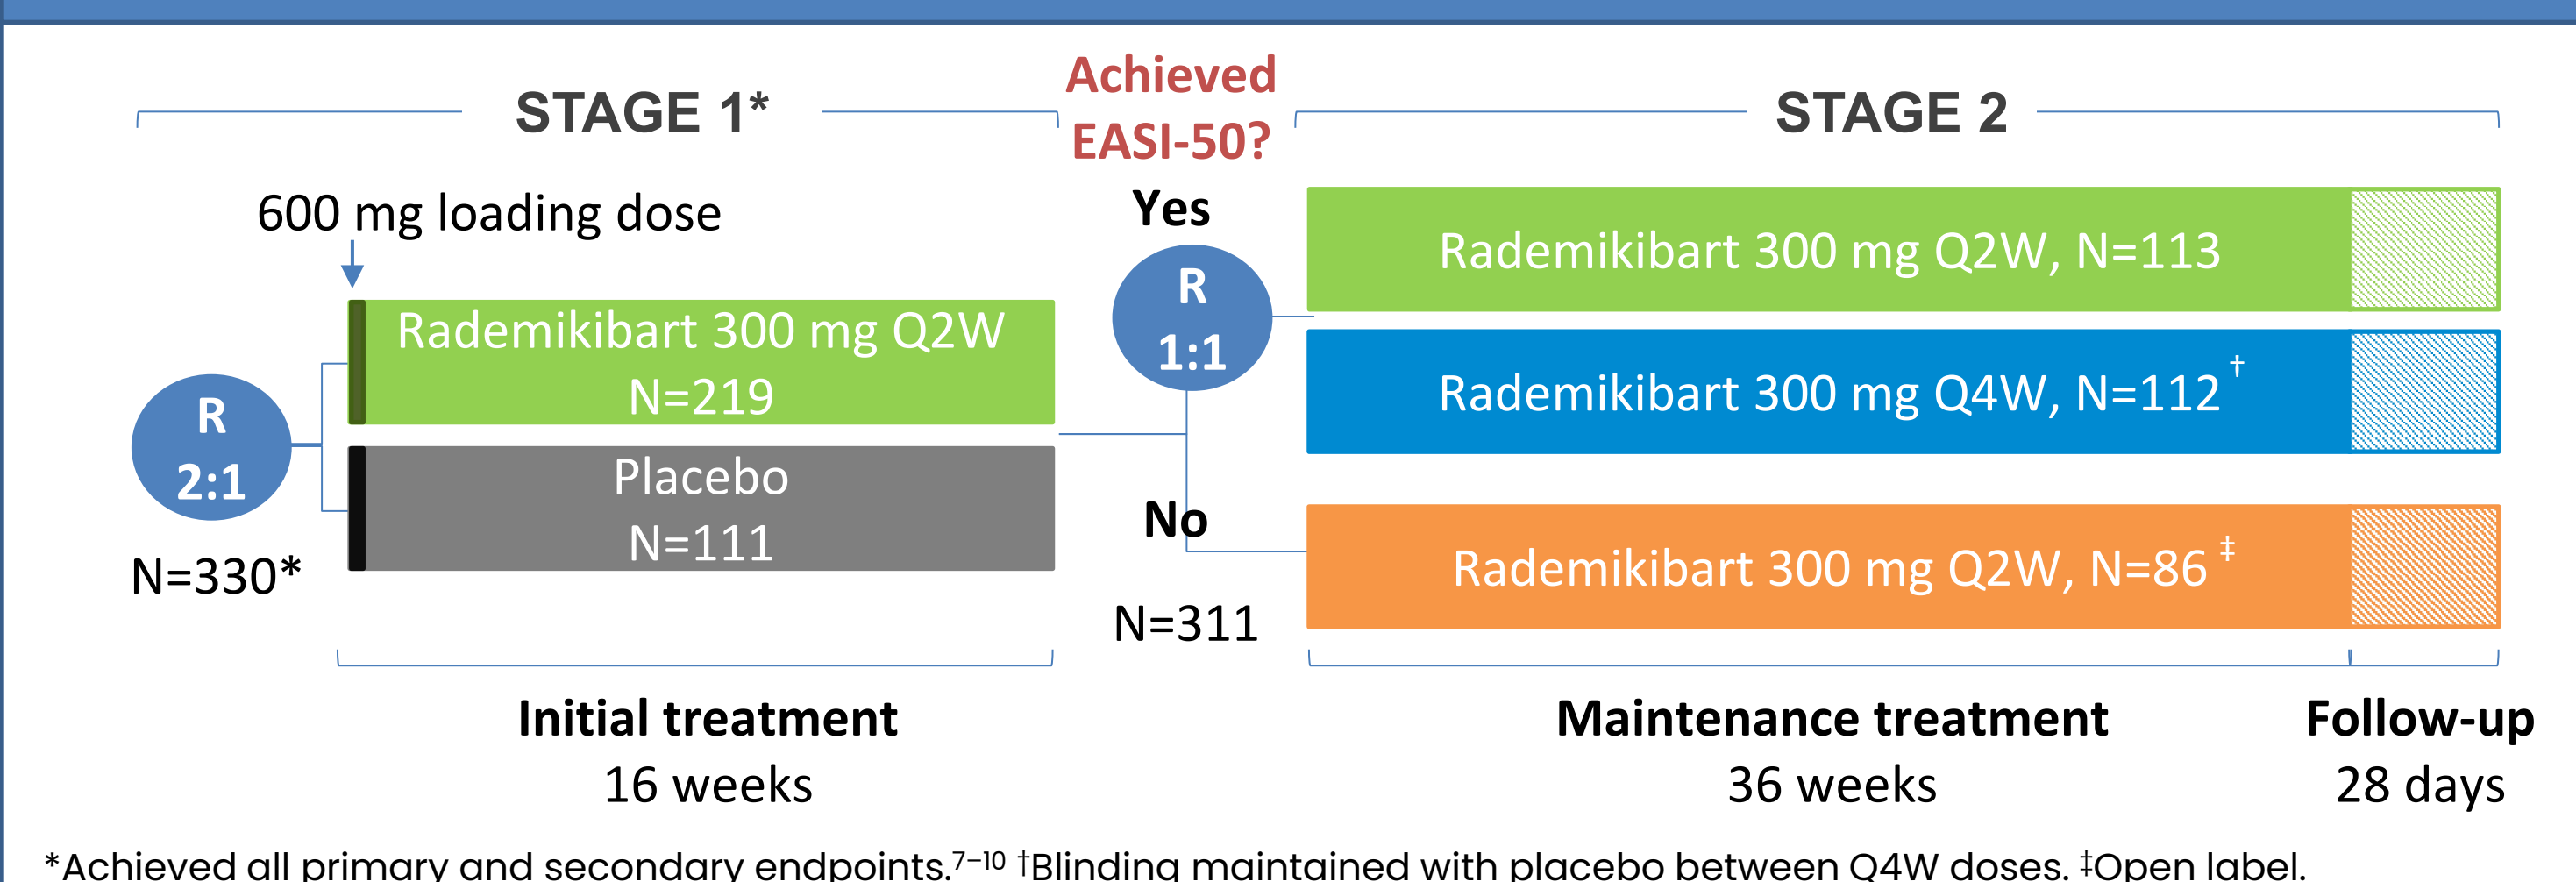 STAGE 1*
Achieved
EASI-50?
STAGE 2
600 mg loading dose
Yes
R
1:1
R
2:1
N=330*
Rademikibart 300 mg Q2W
N=219
Placebo
N=111
No
N=311
Rademikibart 300 mg Q2W, N=113
Rademikibart 300 mg Q4W, N=112 †
Rademikibart 300 mg Q2W, N=86 ‡
Initial treatment
16 weeks
Maintenance treatment
36 weeks
Follow-up
28 days
*Achieved all primary and secondary endpoints.⁷⁻¹⁰ †Blinding maintained with placebo between Q4W doses. ‡Open label.